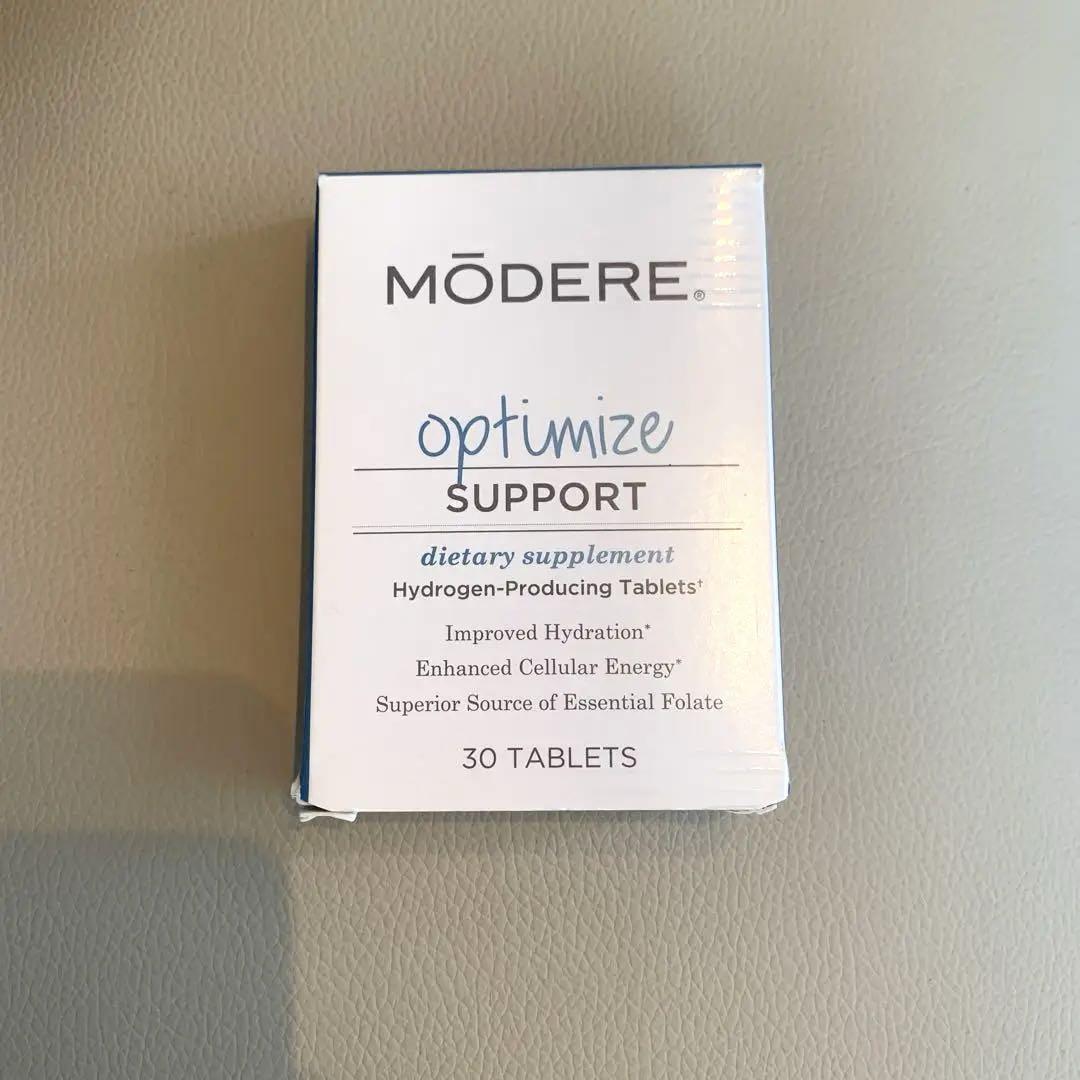 MŌDERE®
optimize
SUPPORT
dietary supplement
Hydrogen-Producing Tablets†
Improved Hydration*
Enhanced Cellular Energy*
Superior Source of Essential Folate
30 TABLETS